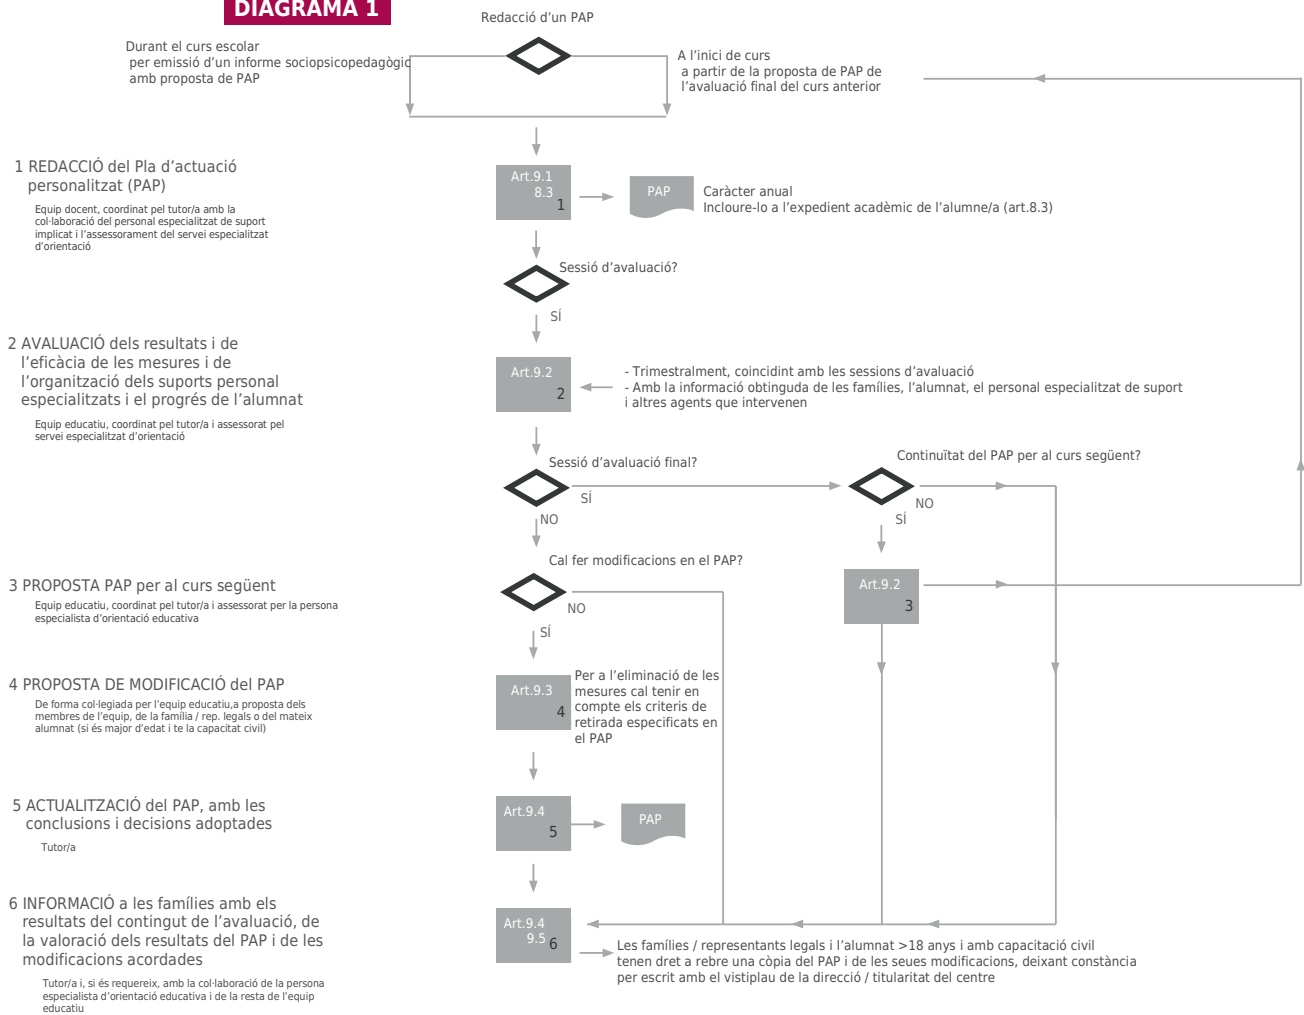 DIAGRAMA 1
Redacció d’un PAP
Durant el curs escolar
per emissió d’un informe sociopsicopedagògic
amb proposta de PAP
A l’inici de curs
a partir de la proposta de PAP de
l’avaluació final del curs anterior
1 REDACCIÓ del Pla d’actuació
personalitzat (PAP)
Equip docent, coordinat pel tutor/a amb la
col·laboració del personal especialitzat de suport
implicat i l’assessorament del servei especialitzat
d’orientació
Art.9.1
8.3
1
PAP
Caràcter anual
Incloure-lo a l’expedient acadèmic de l’alumne/a (art.8.3)
Sessió d’avaluació?
SÍ
2 AVALUACIÓ dels resultats i de
l’eficàcia de les mesures i de
l’organització dels suports personal
especialitzats i el progrés de l’alumnat
Equip educatiu, coordinat pel tutor/a i assessorat pel
servei especialitzat d’orientació
Art.9.2
2
- Trimestralment, coincidint amb les sessions d’avaluació
- Amb la informació obtinguda de les famílies, l’alumnat, el personal especialitzat de suport
i altres agents que intervenen
Sessió d’avaluació final?
SÍ
NO
Continuïtat del PAP per al curs següent?
NO
SÍ
Cal fer modificacions en el PAP?
NO
SÍ
3 PROPOSTA PAP per al curs següent
Equip educatiu, coordinat pel tutor/a i assessorat per la persona
especialista d’orientació educativa
Art.9.2
3
4 PROPOSTA DE MODIFICACIÓ del PAP
De forma col·legiada per l’equip educatiu,a proposta dels
membres de l’equip, de la família / rep. legals o del mateix
alumnat (si és major d’edat i te la capacitat civil)
Art.9.3
4
Per a l’eliminació de les
mesures cal tenir en
compte els criteris de
retirada especificats en
el PAP
5 ACTUALITZACIÓ del PAP, amb les
conclusions i decisions adoptades
Tutor/a
Art.9.4
5
PAP
6 INFORMACIÓ a les famílies amb els
resultats del contingut de l’avaluació, de
la valoració dels resultats del PAP i de les
modificacions acordades
Tutor/a i, si és requereix, amb la col·laboració de la persona
especialista d’orientació educativa i de la resta de l’equip
educatiu
Art.9.4
9.5
6
Les famílies / representants legals i l’alumnat >18 anys i amb capacitació civil
tenen dret a rebre una còpia del PAP i de les seues modificacions, deixant constància
per escrit amb el vistiplau de la direcció / titularitat del centre